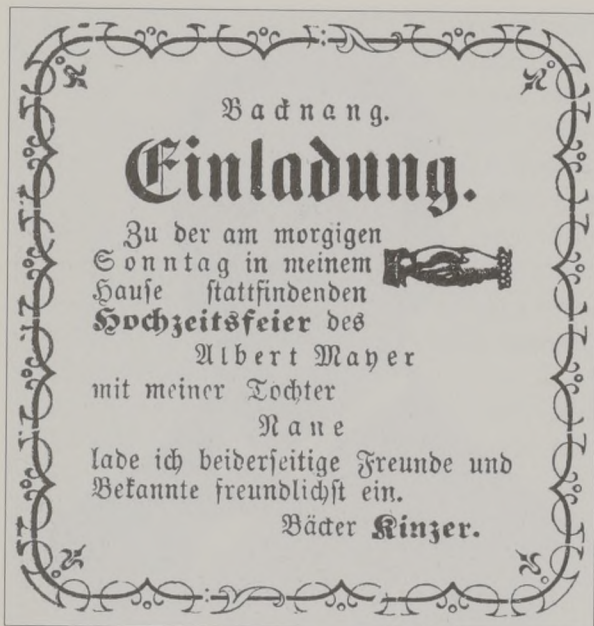 Backnang.
Einladung.
Zu der am morgigen
Sonntag in meinem
Hause stattfindenden
Hochzeitsfeier des
Albert Mayer
mit meiner Tochter
Nane
lade ich beiderseitige Freunde und
Bekannte freundlichst ein.
Bäcker Kinzer.